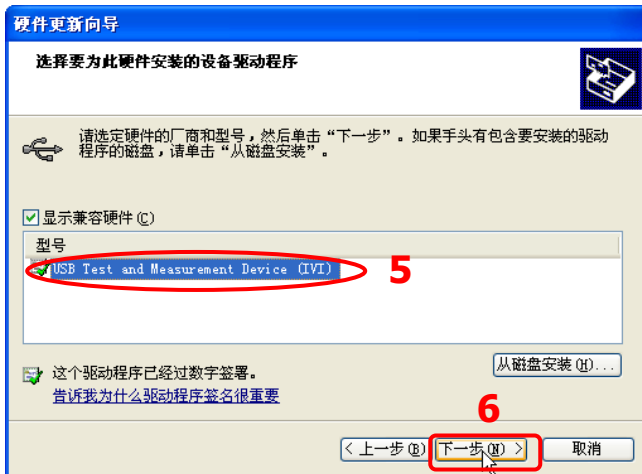 硬件更新向导
选择要为此硬件安装的设备驱动程序
请选定硬件的厂商和型号，然后单击“下一步”。如果手头有包含要安装的驱动
程序的磁盘，请单击“从磁盘安装”。
显示兼容硬件(C)
型号
USB Test and Measurement Device (IVI)
5
这个驱动程序已经过数字签署。
从磁盘安装(H)...
告诉我为什么驱动程序签名很重要
6
< 上一步(B)
下一步(N) >
取消